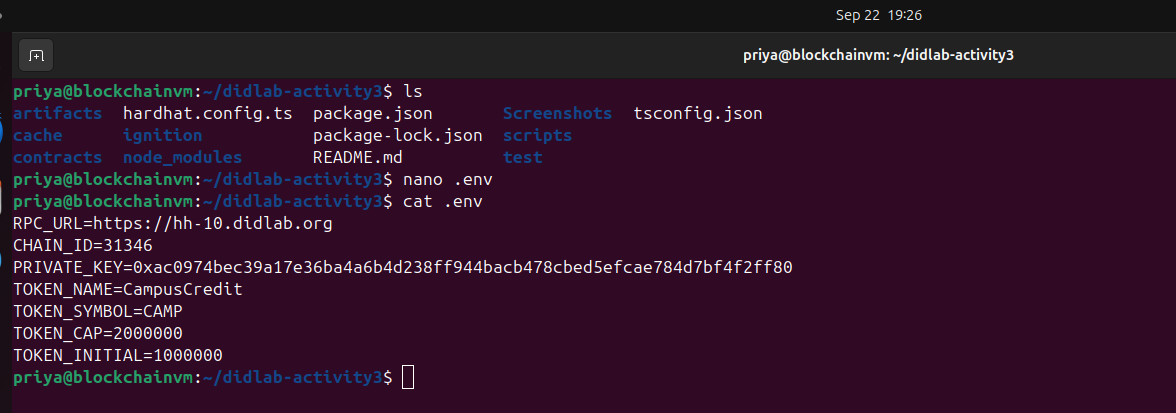 Sep 22 19:26
priya@blockchainvm: ~/didlab-activity3
priya@blockchainvm:~/didlab-activity3$ ls
artifacts hardhat.config.ts package.json Screenshots tsconfig.json
cache ignition package-lock.json scripts
contracts node_modules README.md test
priya@blockchainvm:~/didlab-activity3$ nano .env
priya@blockchainvm:~/didlab-activity3$ cat .env
RPC_URL=https://hh-10.didlab.org
CHAIN_ID=31346
PRIVATE_KEY=0xac0974bec39a17e36ba4a6b4d238ff944bacb478cbed5efcae784d7bf4f2ff80
TOKEN_NAME=CampusCredit
TOKEN_SYMBOL=CAMP
TOKEN_CAP=2000000
TOKEN_INITIAL=1000000
priya@blockchainvm:~/didlab-activity3$